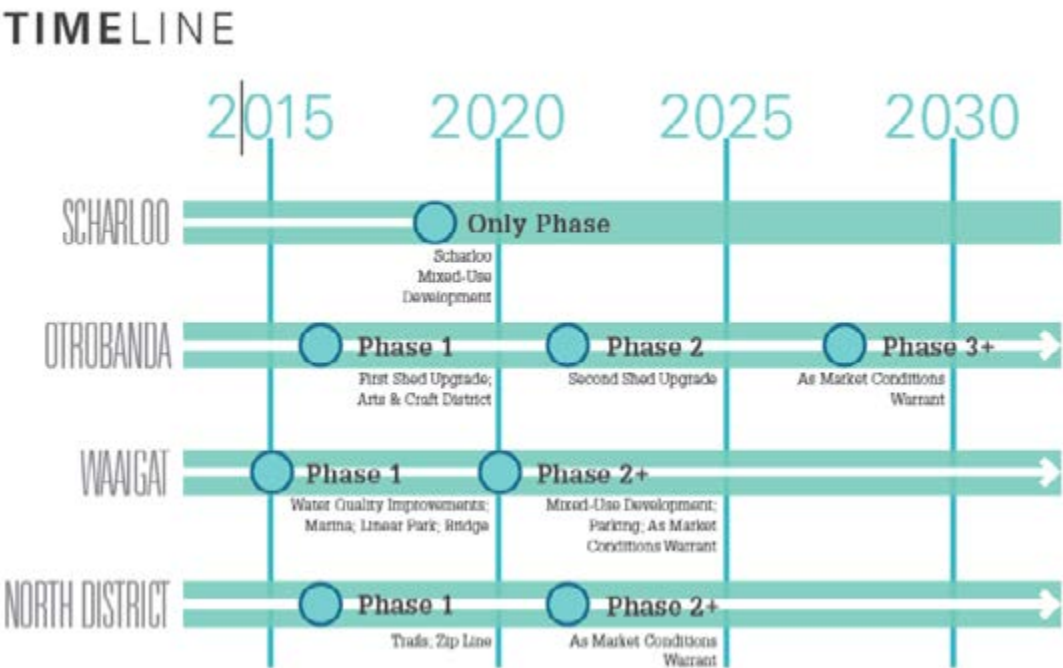 TIMELINE
2015 2020 2025 2030
SCHARLOO
Only Phase
Scharloo
Mixed-Use
Development
OTROBANDA
Phase 1
First Shed Upgrade;
Arts & Craft District
Phase 2
Second Shed Upgrade
Phase 3+
As Market Conditions
Warrant
WAAIGAT
Phase 1
Water Quality Improvements;
Marina; Linear Park; Bridge
Phase 2+
Mixed-Use Development;
Parking; As Market
Conditions Warrant
NORTH DISTRICT
Phase 1
Trails; Zip Line
Phase 2+
As Market Conditions
Warrant